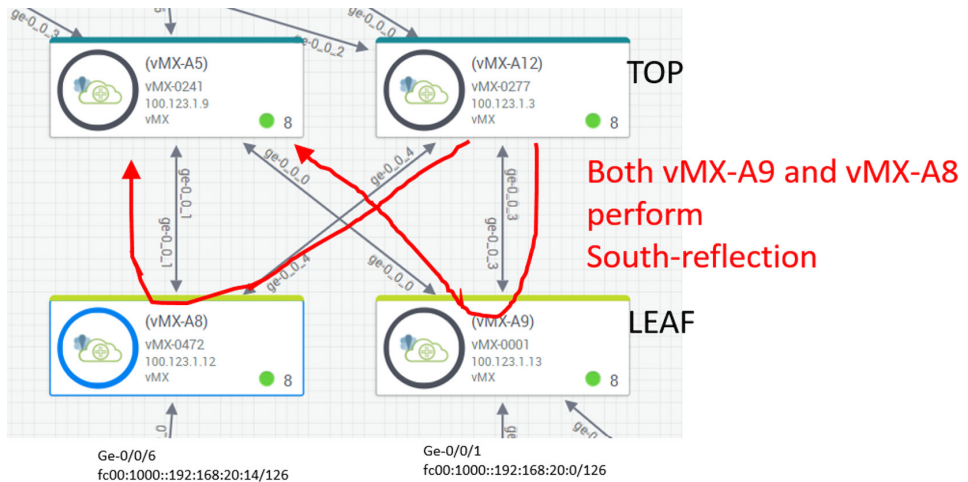 ge-0_0_3
5
ge-0_0_2
ge-0_0_0
(vMX-A5)
vMX-0241
100.123.1.9
vMX
8
(vMX-A12)
vMX-0277
100.123.1.3
vMX
8
TOP
5
ge-0_0_0
ge-0_0_4
ge-0_0_1
ge-0_0_1
ge-0_0_3
ge-0_0_3
ge-0_0_4
ge-0_0_0
Both vMX-A9 and vMX-A8
perform
South-reflection
(vMX-A8)
vMX-0472
100.123.1.12
vMX
8
(vMX-A9)
vMX-0001
100.123.1.13
vMX
8
LEAF
Ge-0/0/6
fc00:1000::192:168:20:14/126
Ge-0/0/1
fc00:1000::192:168:20:0/126